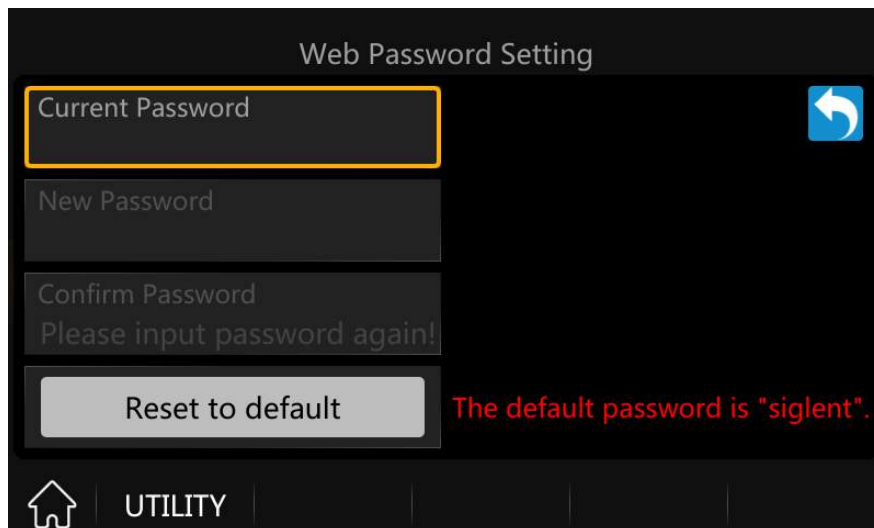 Web Password Setting
Current Password
New Password
Confirm Password
Please input password again!
Reset to default
The default password is "siglent".
UTILITY